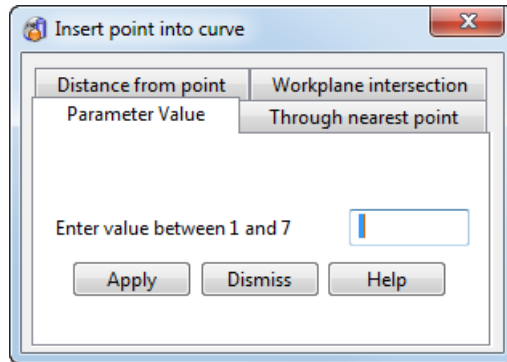 Insert point into curve
Distance from point Workplane intersection
Parameter Value Through nearest point
Enter value between 1 and 7
Apply Dismiss Help